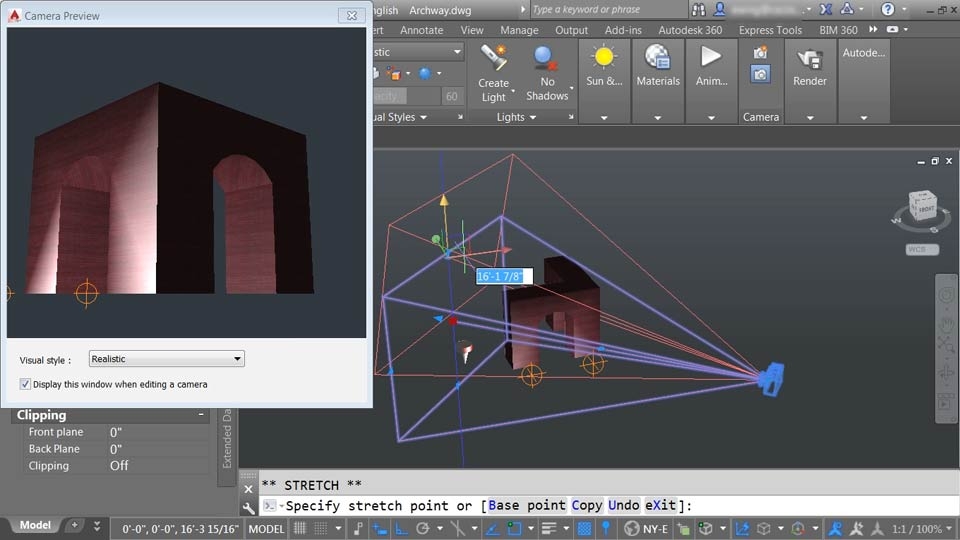 Camera Preview
nglish Archway.dwg
Type a keyword or phrase
rt Annotate View Manage Output Add-ins Autodesk 360 Express Tools BIM 360
stic
Create Light
No Shadows
Sun &...
Materials
Anim...
Render
Autode...
acity 60
ual Styles
Lights
Camera
FRONT
W
S
WCS
16'-1 7/8"
Visual style :
Realistic
Display this window when editing a camera
Clipping
Front plane 0"
Back Plane 0"
Clipping Off
Extended Da
** STRETCH **
Specify stretch point or [Base point Copy Undo eXit]:
Model
0'-0", 0'-0", 16'-3 15/16"
MODEL
NY-E
1:1 / 100%